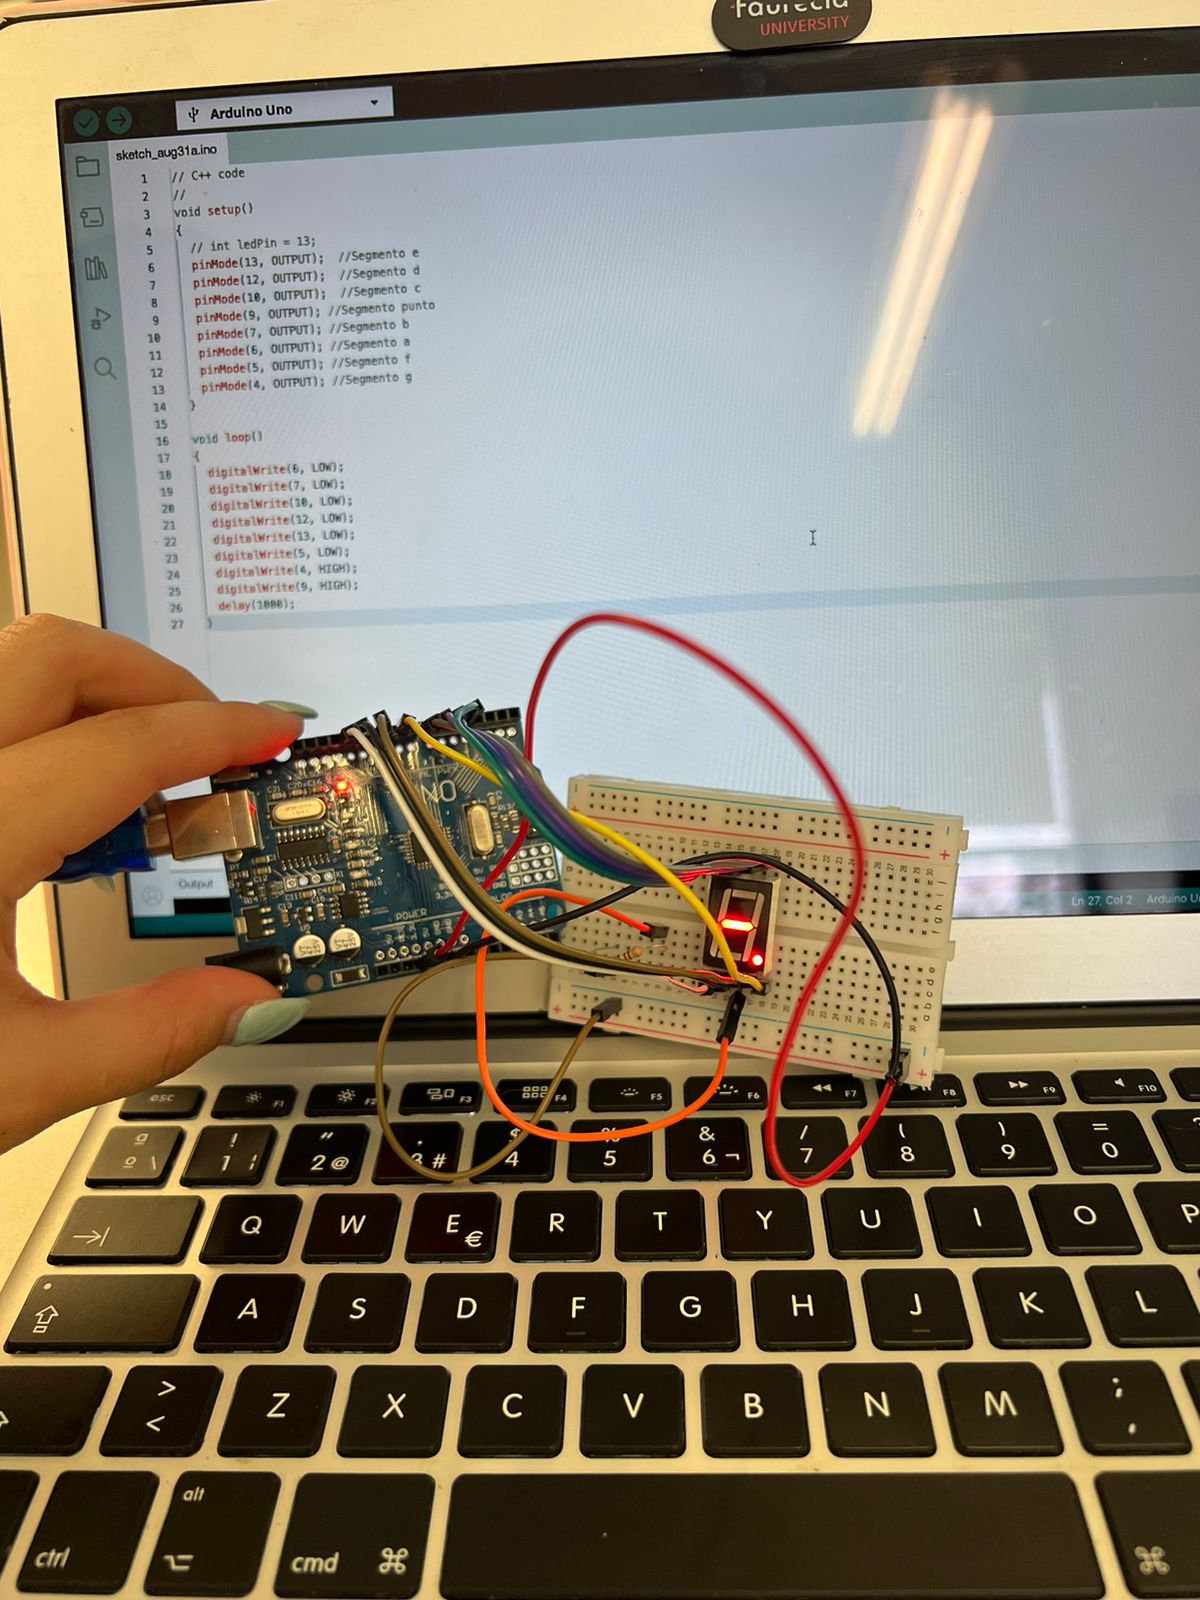 Faurecia
UNIVERSITY
Arduino Uno
sketch_aug31a.ino
1 // C++ code
2 //
3 void setup()
4 {
5 // int ledPin = 13;
6 pinMode(13, OUTPUT); //Segmento e
7 pinMode(12, OUTPUT); //Segmento d
8 pinMode(10, OUTPUT); //Segmento c
9 pinMode(9, OUTPUT); //Segmento punto
10 pinMode(7, OUTPUT); //Segmento b
11 pinMode(6, OUTPUT); //Segmento a
12 pinMode(5, OUTPUT); //Segmento f
13 pinMode(4, OUTPUT); //Segmento g
14 }
15
16 void loop()
17 {
18 digitalWrite(6, LOW);
19 digitalWrite(7, LOW);
20 digitalWrite(10, LOW);
21 digitalWrite(12, LOW);
22 digitalWrite(13, LOW);
23 digitalWrite(5, LOW);
24 digitalWrite(4, HIGH);
25 digitalWrite(9, HIGH);
26 delay(1000);
27 }
NO
POWER
Output
Ln 27, Col 2 Arduino Un
esc F1 F2 F3 F4 F5 F6 F7 F8 F9 F10
ª º \ ! 1 | " 2 @ · 3 # $ 4 % 5 & 6 ¬ / 7 ( 8 ) 9 = 0
Q W E € R T Y U I O P
A S D F G H J K L
> < Z X C V B N M ; ,
ctrl alt cmd